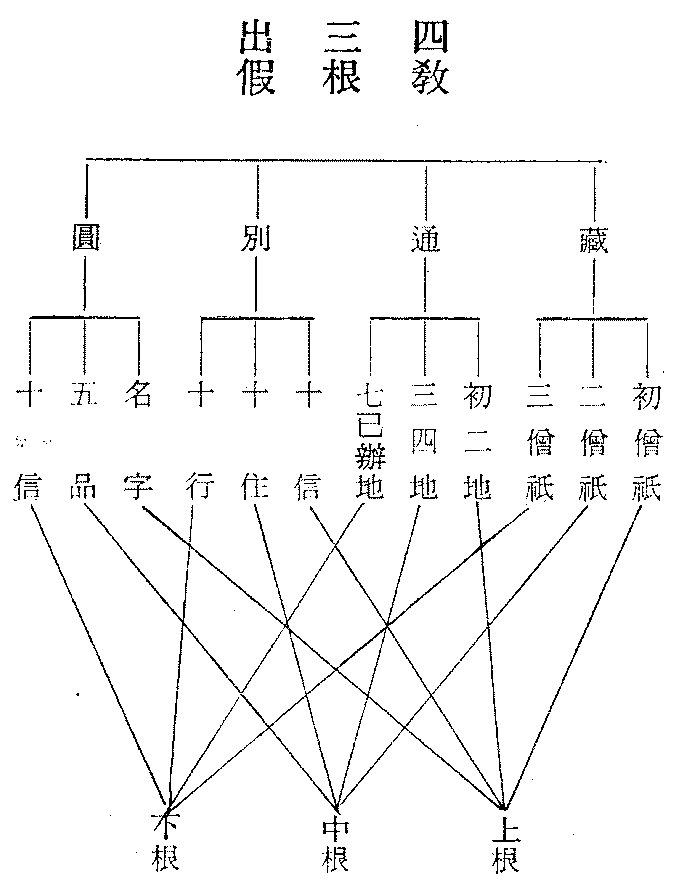 四教
三根
出假
藏
通
別
圓
初僧祇
二僧祇
三僧祇
初二地
三四地
七已辦地
十信
十住
十行
名字
五品
十信
上根
中根
下根